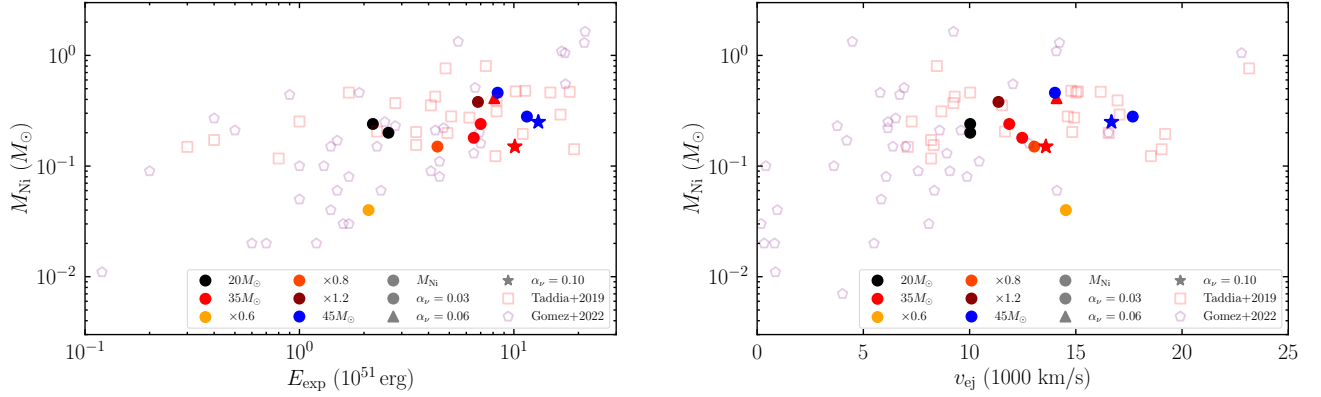 M_Ni (M_⊙)
10^0
10^−1
10^−2
20M_⊙
35M_⊙
×0.6
×0.8
×1.2
45M_⊙
M_Ni
α_ν = 0.03
α_ν = 0.06
α_ν = 0.10
Taddia+2019
Gomez+2022
10^−1
10^0
10^1
E_exp (10^51 erg)
M_Ni (M_⊙)
10^0
10^−1
10^−2
20M_⊙
35M_⊙
×0.6
×0.8
×1.2
45M_⊙
M_Ni
α_ν = 0.03
α_ν = 0.06
α_ν = 0.10
Taddia+2019
Gomez+2022
0
5
10
15
20
25
v_ej (1000 km/s)